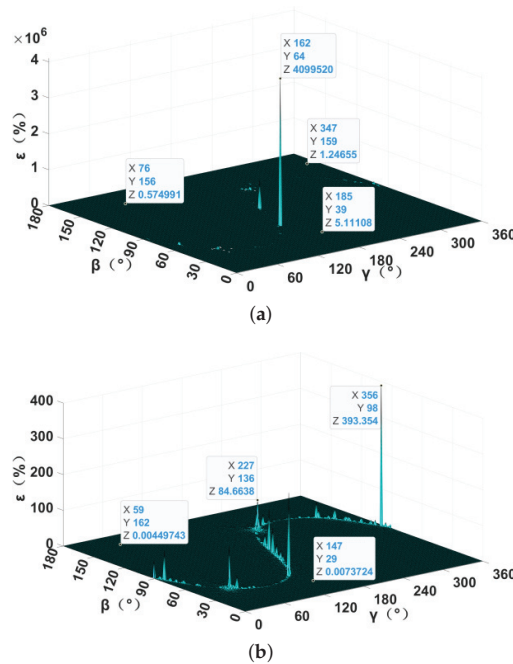 ×10⁶
4
3
2
1
0
ε (%)
X 162
Y 64
Z 4099520
X 347
Y 159
Z 1.24655
X 76
Y 156
Z 0.574991
X 185
Y 39
Z 5.11108
180
150
120
90
60
30
0
β (°)
0
60
120
180
240
300
360
γ (°)
(a)
400
300
200
100
0
ε (%)
X 356
Y 98
Z 393.354
X 227
Y 136
Z 84.6638
X 59
Y 162
Z 0.00449743
X 147
Y 29
Z 0.0073724
180
150
120
90
60
30
0
β (°)
0
60
120
180
240
300
360
γ (°)
(b)